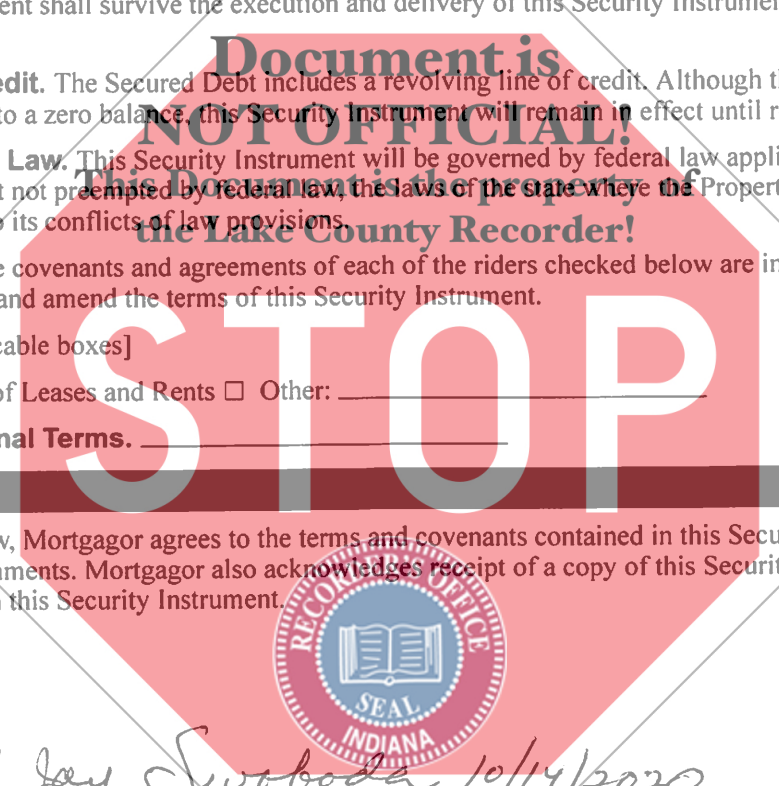 ent shall survive the execution and delivery of this Security Instrumen
Document is
edit. The Secured Debt includes a revolving line of credit. Although t
NOT OFFICIAL!
to a zero balance, this Security Instrument will remain in effect until r
Law. This Security Instrument will be governed by federal law appli
This Document is the property of
t not preempted by federal law, the laws of the state where the Propert
the Lake County Recorder!
its conflicts of law provisions.
e covenants and agreements of each of the riders checked below are in
and amend the terms of this Security Instrument.
STOP
cable boxes]
of Leases and Rents ☐ Other:
nal Terms.
w, Mortgagor agrees to the terms and covenants contained in this Secu
hments. Mortgagor also acknowledges receipt of a copy of this Securit
this Security Instrument.
RECORDER'S OFFICE
SEAL
INDIANA
Jay Swoboda 10/14/2020